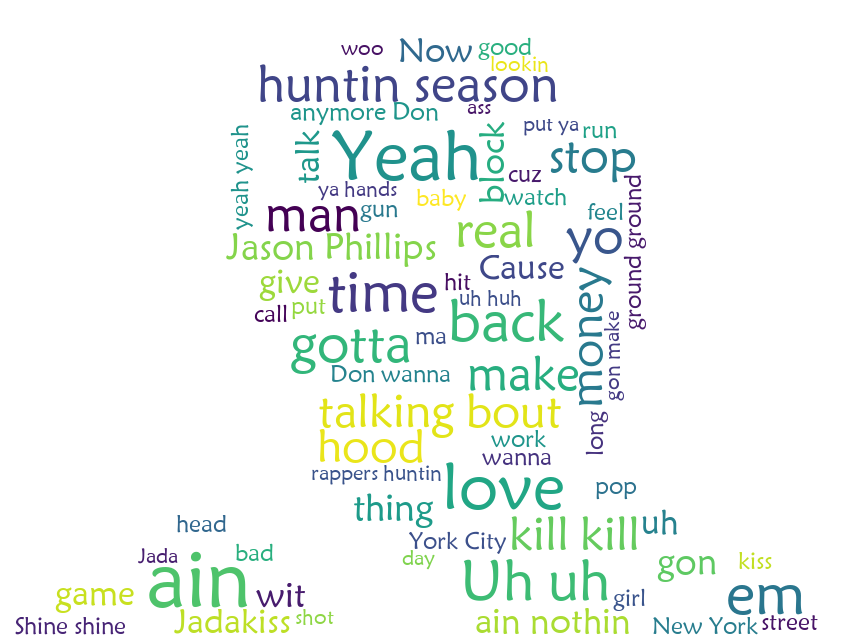 woo Now good
lookin
huntin season
ass
anymore Don
put ya run
yeah yeah talk Yeah block stop
cuz
ya hands baby watch
man gun feel
ground ground
real yo
Jason Phillips
Cause
give time hit
uh huh money
call put back
ground ground
gotta ma gon make
Don wanna make
talking bout long
hood work
wanna
rappers huntin
love pop
thing
head York City kill kill uh
Jada bad day gon kiss
ain Uh uh
game wit girl em
Shine shine Jadakiss shot ain nothin New York street